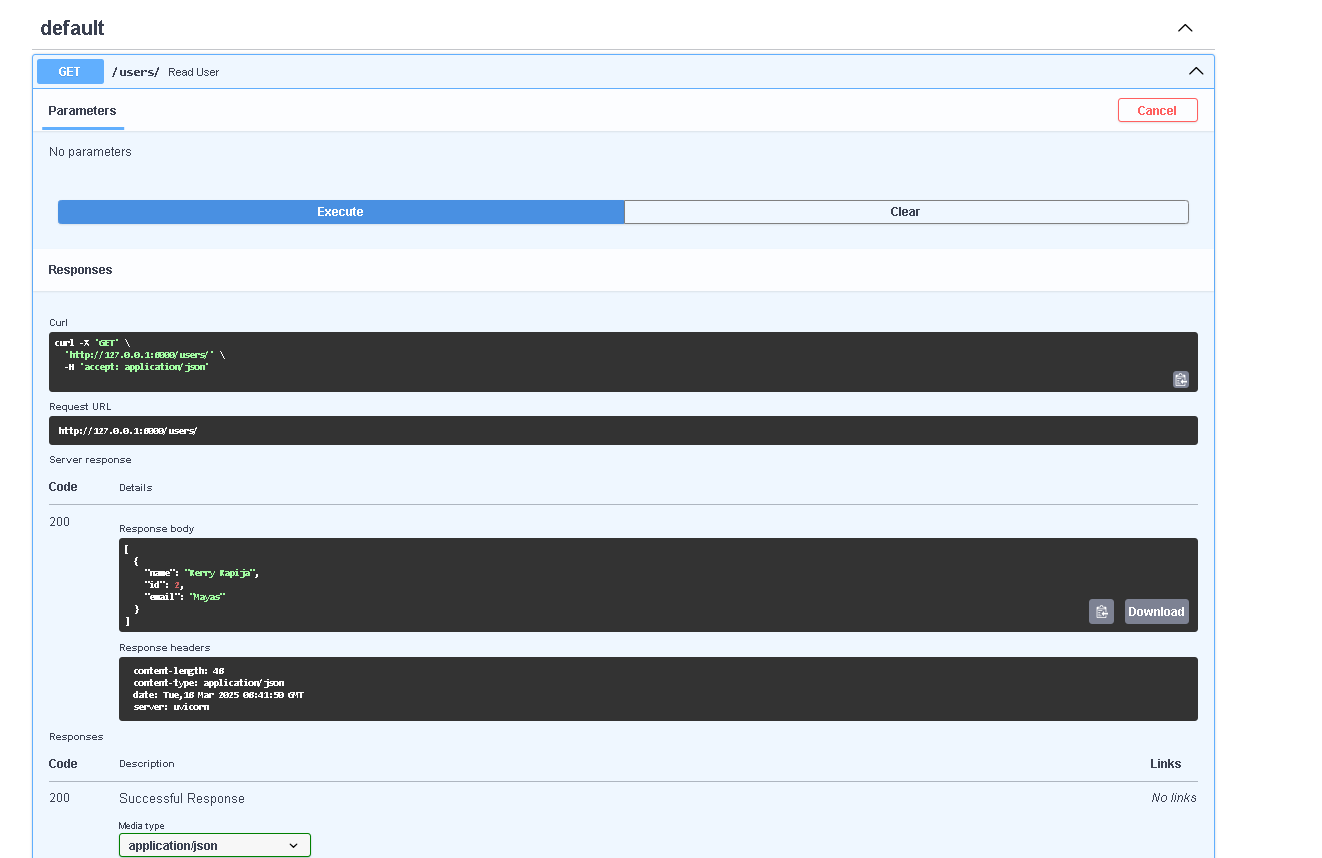 default
GET /users/ Read User
Parameters
Cancel
No parameters
Execute
Clear
Responses
Curl
curl -X 'GET' \
'http://127.0.0.1:8000/users/' \
-H 'accept: application/json'
Request URL
http://127.0.0.1:8000/users/
Server response
Code Details
200
Response body
[
{
"name": "Kerry Kapija",
"id": 2,
"email": "Mayas"
}
]
Download
Response headers
content-length: 48
content-type: application/json
date: Tue,18 Mar 2025 08:41:50 GMT
server: uvicorn
Responses
Code Description Links
200 Successful Response No links
Media type
application/json